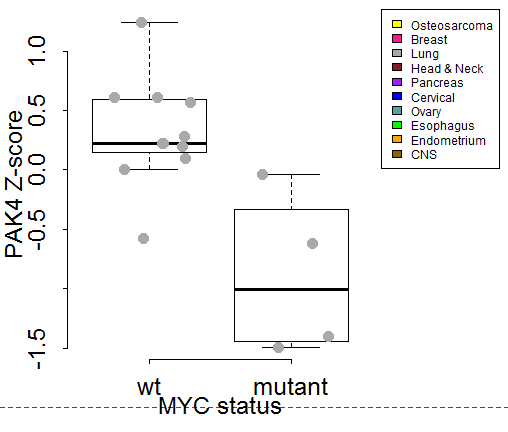 PAK4 Z-score
1.0
0.5
0.0
-0.5
-1.5
wt mutant
MYC status
Osteosarcoma
Breast
Lung
Head & Neck
Pancreas
Cervical
Ovary
Esophagus
Endometrium
CNS